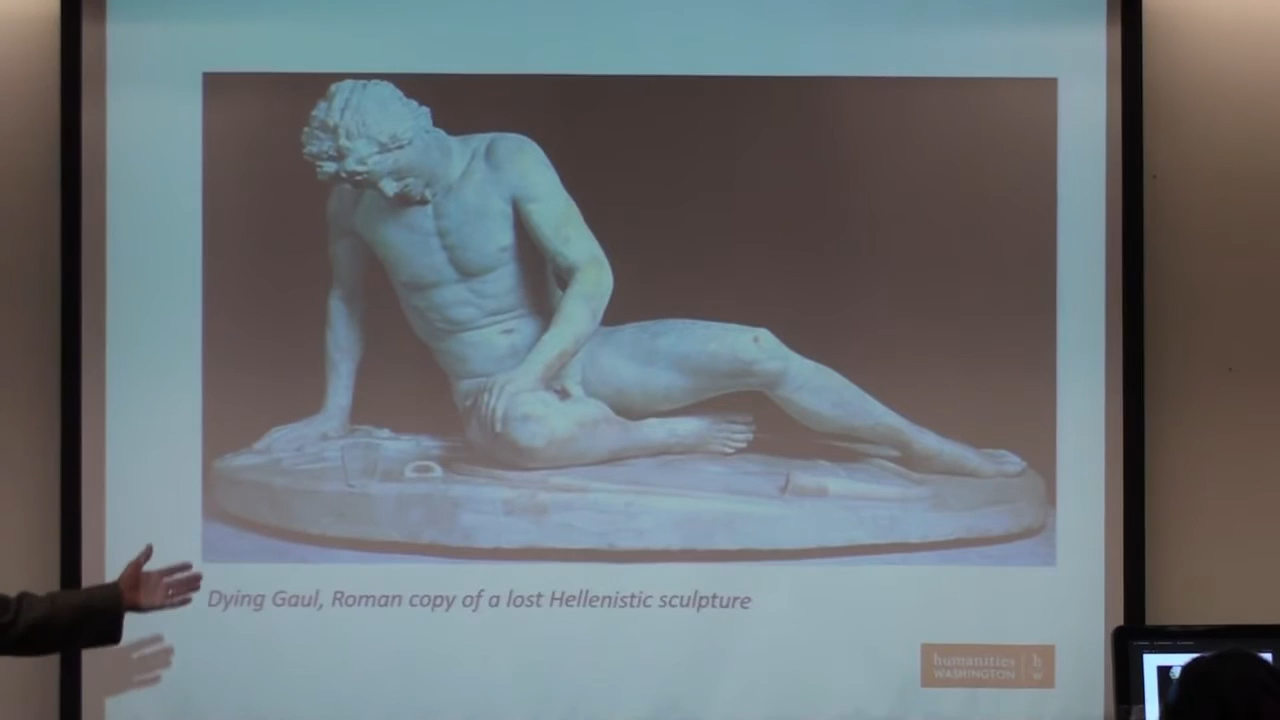 Dying Gaul, Roman copy of a lost Hellenistic sculpture
humanities
WASHINGTON
h
w